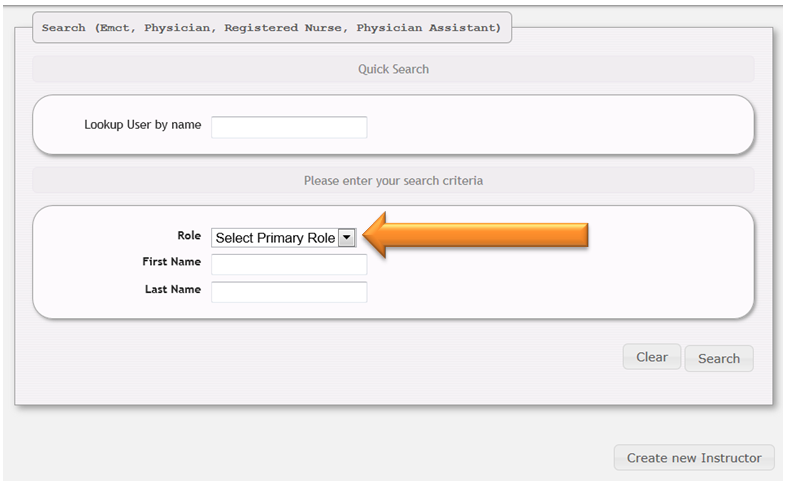 Search (Emct, Physician, Registered Nurse, Physician Assistant)
Quick Search
Lookup User by name
Please enter your search criteria
Role Select Primary Role
First Name
Last Name
Clear Search
Create new Instructor